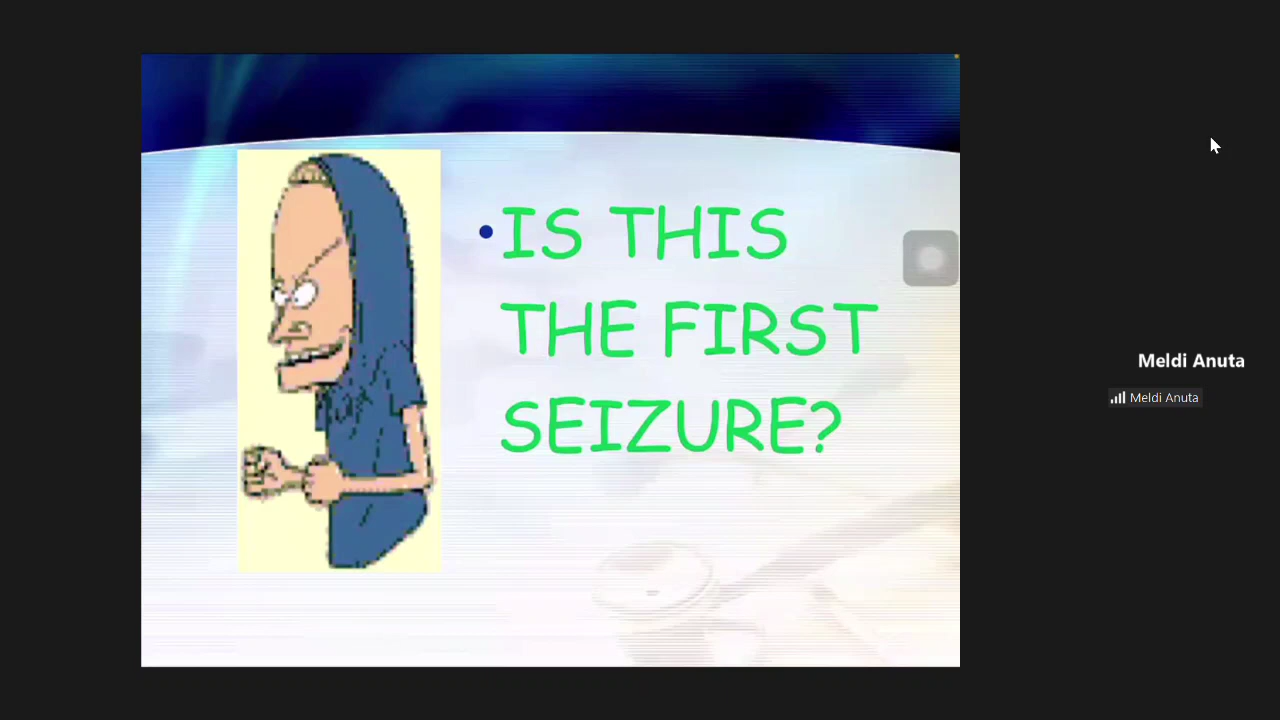 • IS THIS
THE FIRST
SEIZURE?
Meldi Anuta
Meldi Anuta